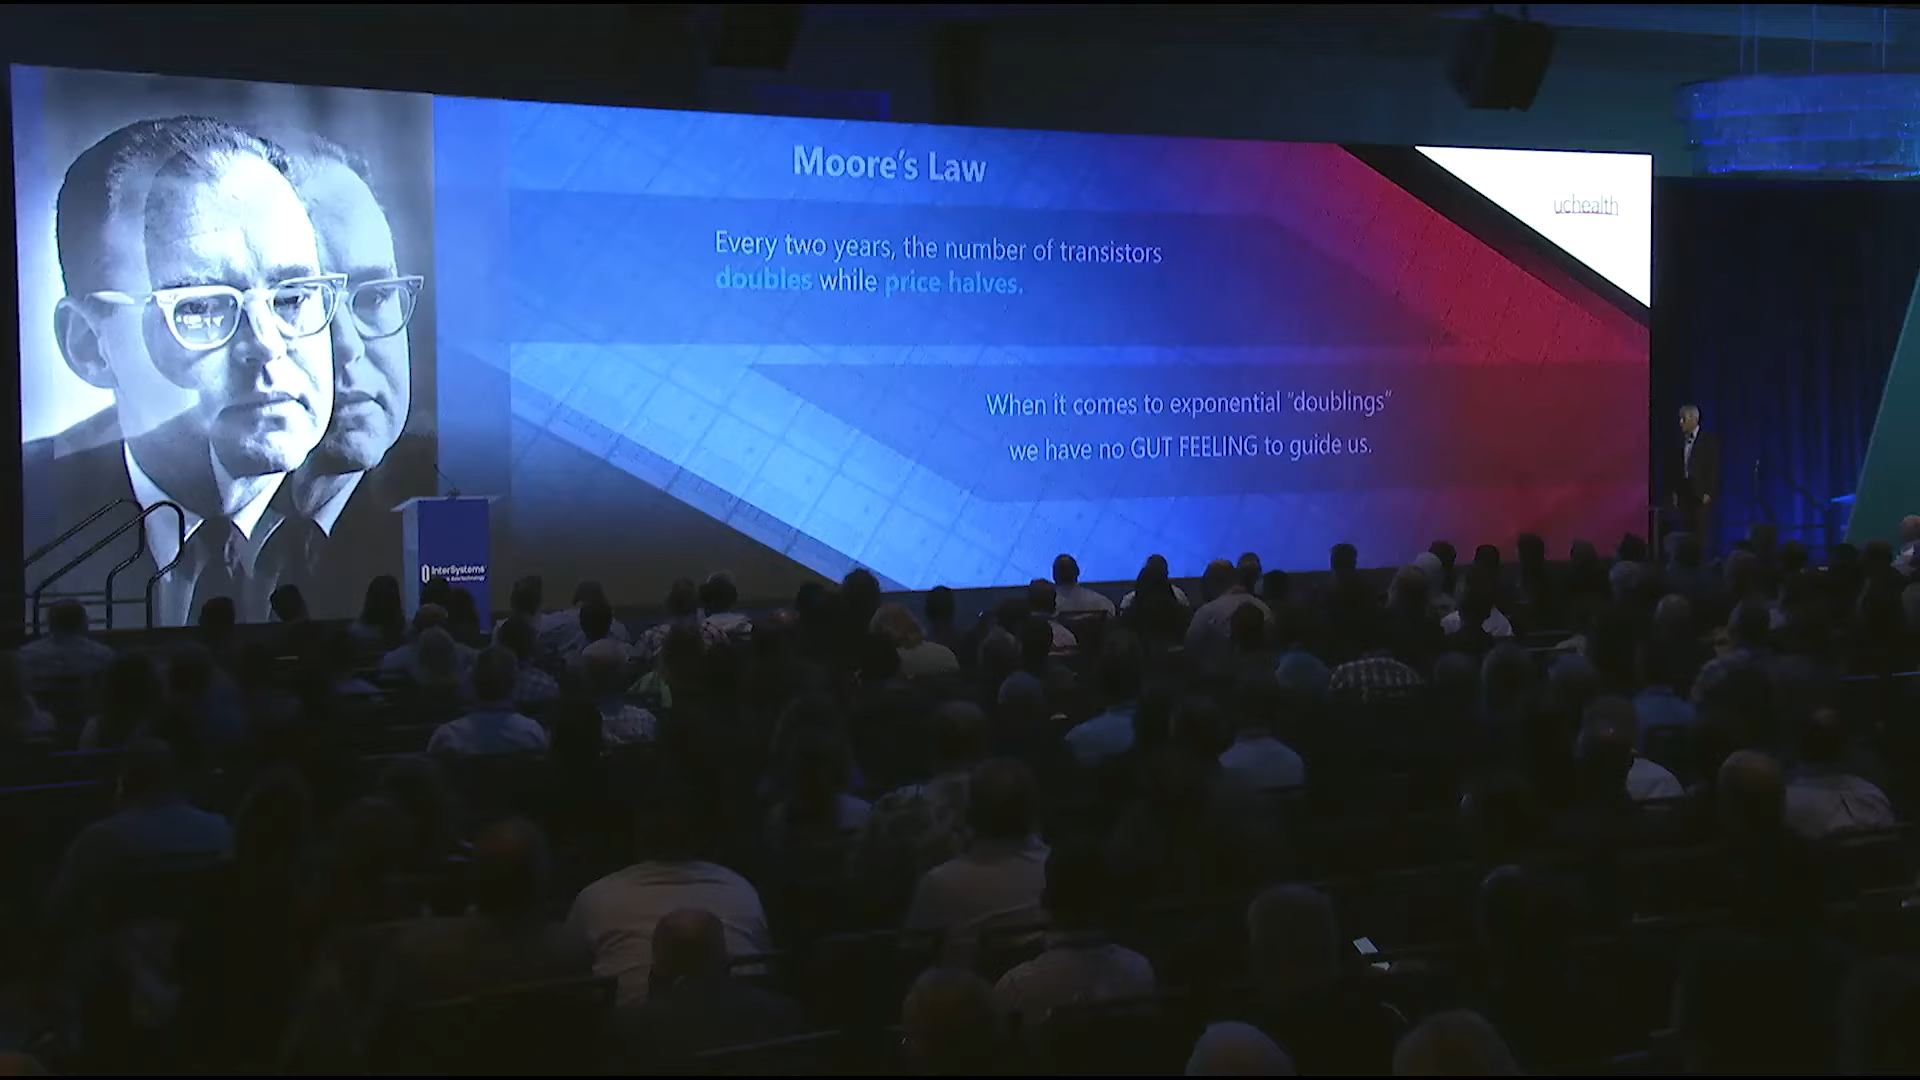 Moore's Law
uchealth
Every two years, the number of transistors
doubles while price halves.
When it comes to exponential "doublings"
we have no GUT FEELING to guide us.
InterSystems